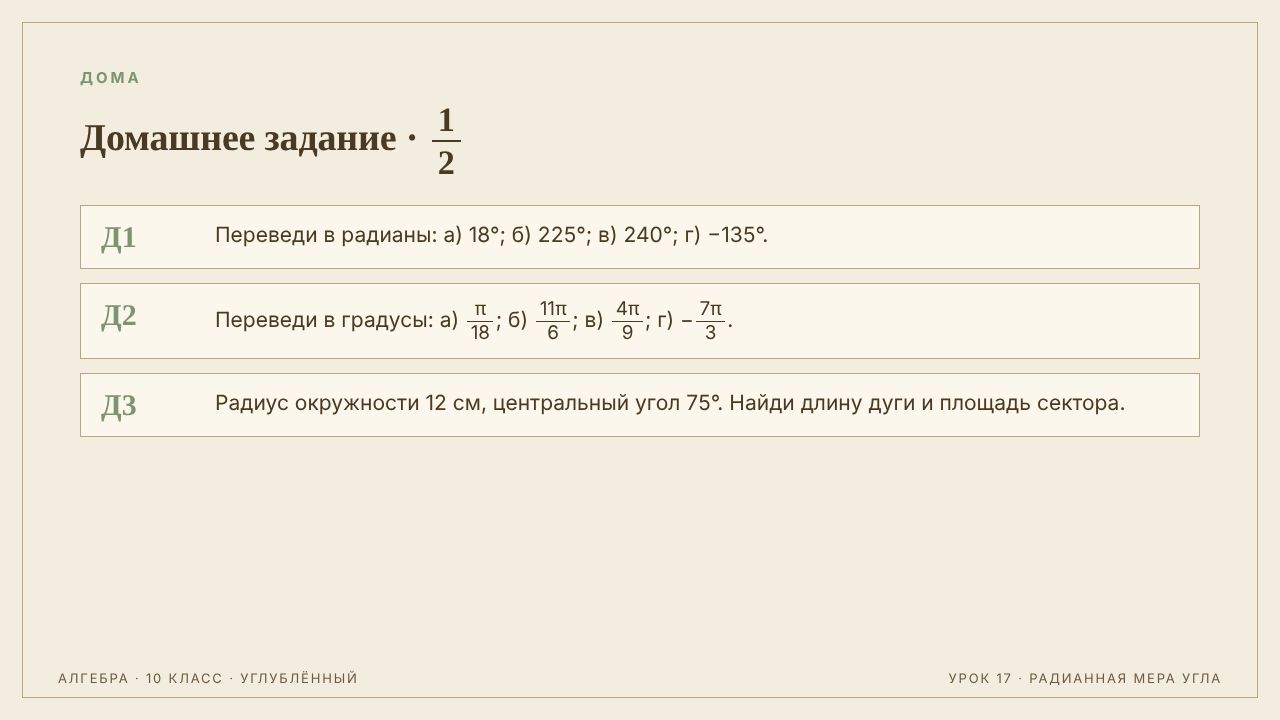 ДОМА
Домашнее задание · 1/2
Д1 Переведи в радианы: а) 18°; б) 225°; в) 240°; г) −135°.
Д2 Переведи в градусы: а) π/18; б) 11π/6; в) 4π/9; г) −7π/3.
Д3 Радиус окружности 12 см, центральный угол 75°. Найди длину дуги и площадь сектора.
АЛГЕБРА · 10 КЛАСС · УГЛУБЛЁННЫЙ
УРОК 17 · РАДИАННАЯ МЕРА УГЛА